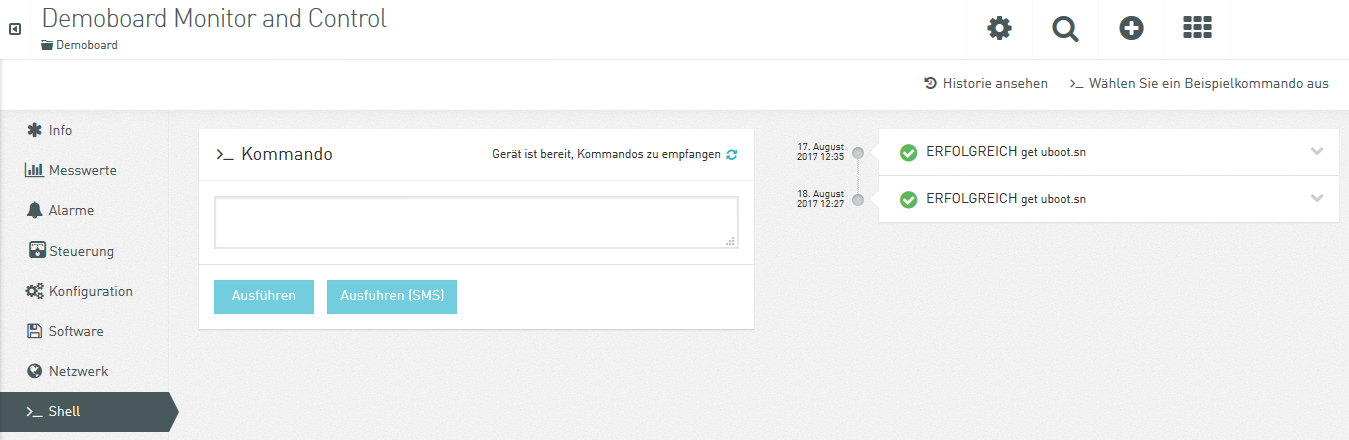 Demoboard Monitor and Control
Demoboard
Historie ansehen
Wählen Sie ein Beispielkommando aus
Info
Messwerte
Alarme
Steuerung
Konfiguration
Software
Netzwerk
Shell
Kommando
Gerät ist bereit, Kommandos zu empfangen
Ausführen
Ausführen (SMS)
17. August
2017 12:35
ERFOLGREICH get uboot.sn
18. August
2017 12:27
ERFOLGREICH get uboot.sn